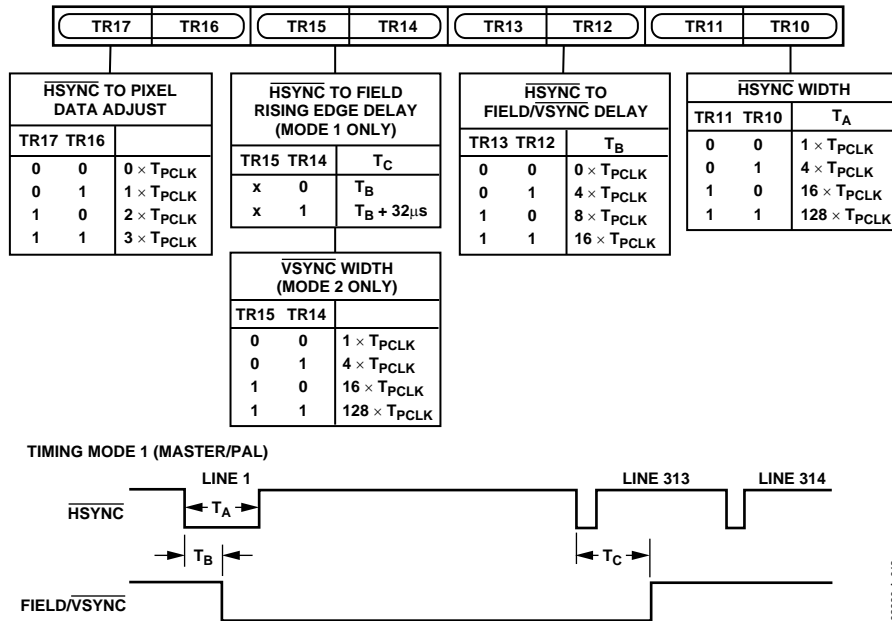 TR17 TR16 TR15 TR14 TR13 TR12 TR11 TR10
HSYNC TO PIXEL
DATA ADJUST
TR17 TR16
0 0 0 × TPCLK
0 1 1 × TPCLK
1 0 2 × TPCLK
1 1 3 × TPCLK
HSYNC TO FIELD
RISING EDGE DELAY
(MODE 1 ONLY)
TR15 TR14 TC
x 0 TB
x 1 TB + 32µs
VSYNC WIDTH
(MODE 2 ONLY)
TR15 TR14
0 0 1 × TPCLK
0 1 4 × TPCLK
1 0 16 × TPCLK
1 1 128 × TPCLK
HSYNC TO
FIELD/VSYNC DELAY
TR13 TR12 TB
0 0 0 × TPCLK
0 1 4 × TPCLK
1 0 8 × TPCLK
1 1 16 × TPCLK
HSYNC WIDTH
TR11 TR10 TA
0 0 1 × TPCLK
0 1 4 × TPCLK
1 0 16 × TPCLK
1 1 128 × TPCLK
TIMING MODE 1 (MASTER/PAL)
LINE 1 LINE 313 LINE 314
HSYNC
TA
TB
TC
FIELD/VSYNC